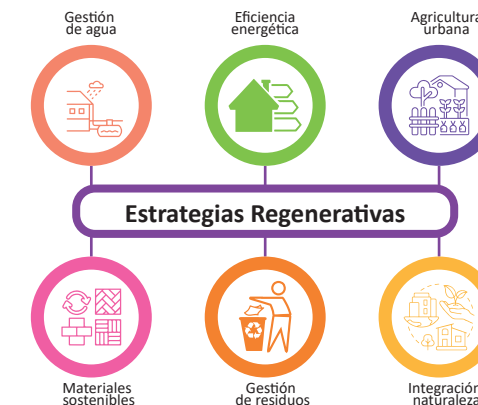 Gestión
de agua
Eficiencia
energética
Agricultura
urbana
Estrategias Regenerativas
Materiales
sostenibles
Gestión
de residuos
Integración
naturaleza